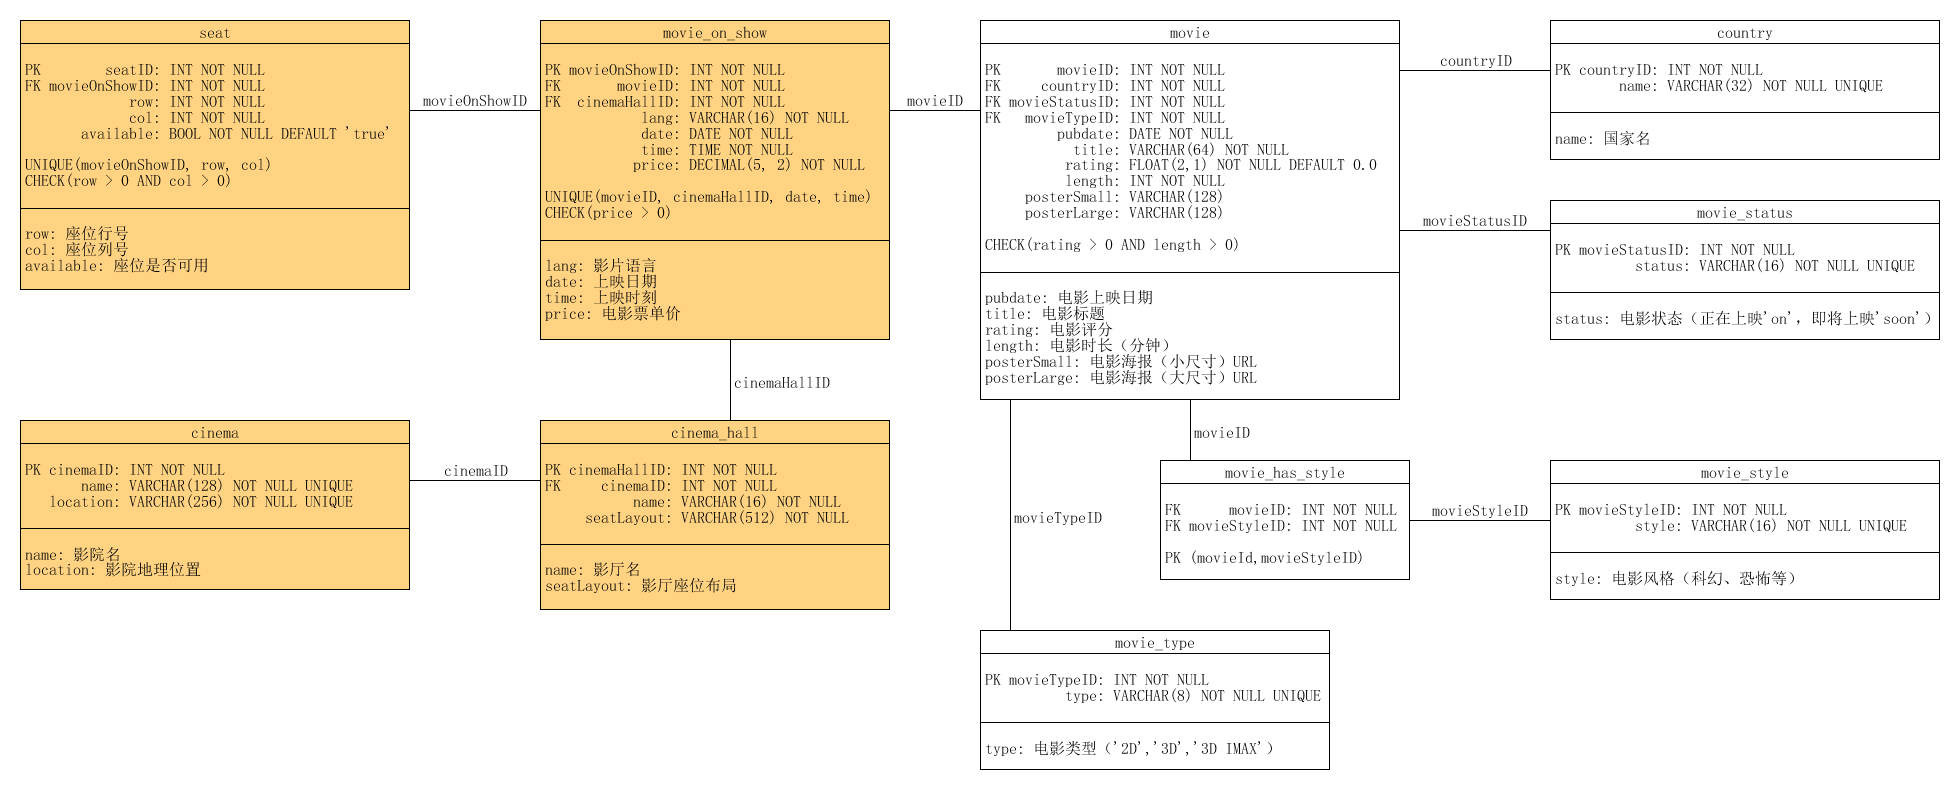 seat
PK seatID: INT NOT NULL
FK movieOnShowID: INT NOT NULL
row: INT NOT NULL
col: INT NOT NULL
available: BOOL NOT NULL DEFAULT 'true'
UNIQUE(movieOnShowID, row, col)
CHECK(row > 0 AND col > 0)
row: 座位行号
col: 座位列号
available: 座位是否可用
movieOnShowID
movie_on_show
PK movieOnShowID: INT NOT NULL
FK movieID: INT NOT NULL
FK cinemaHallID: INT NOT NULL
lang: VARCHAR(16) NOT NULL
date: DATE NOT NULL
time: TIME NOT NULL
price: DECIMAL(5, 2) NOT NULL
UNIQUE(movieID, cinemaHallID, date, time)
CHECK(price > 0)
lang: 影片语言
date: 上映日期
time: 上映时刻
price: 电影票单价
movieID
movie
PK movieID: INT NOT NULL
FK countryID: INT NOT NULL
FK movieStatusID: INT NOT NULL
FK movieTypeID: INT NOT NULL
pubdate: DATE NOT NULL
title: VARCHAR(64) NOT NULL
rating: FLOAT(2,1) NOT NULL DEFAULT 0.0
length: INT NOT NULL
posterSmall: VARCHAR(128)
posterLarge: VARCHAR(128)
CHECK(rating > 0 AND length > 0)
pubdate: 电影上映日期
title: 电影标题
rating: 电影评分
length: 电影时长（分钟）
posterSmall: 电影海报（小尺寸）URL
posterLarge: 电影海报（大尺寸）URL
countryID
country
PK countryID: INT NOT NULL
name: VARCHAR(32) NOT NULL UNIQUE
name: 国家名
movieStatusID
movie_status
PK movieStatusID: INT NOT NULL
status: VARCHAR(16) NOT NULL UNIQUE
status: 电影状态（正在上映'on'，即将上映'soon'）
cinemaHallID
cinema
PK cinemaID: INT NOT NULL
name: VARCHAR(128) NOT NULL UNIQUE
location: VARCHAR(256) NOT NULL UNIQUE
name: 影院名
location: 影院地理位置
cinemaID
cinema_hall
PK cinemaHallID: INT NOT NULL
FK cinemaID: INT NOT NULL
name: VARCHAR(16) NOT NULL
seatLayout: VARCHAR(512) NOT NULL
name: 影厅名
seatLayout: 影厅座位布局
movieTypeID
movieID
movie_has_style
FK movieID: INT NOT NULL
FK movieStyleID: INT NOT NULL
PK (movieId,movieStyleID)
movieStyleID
movie_style
PK movieStyleID: INT NOT NULL
style: VARCHAR(16) NOT NULL UNIQUE
style: 电影风格（科幻、恐怖等）
movie_type
PK movieTypeID: INT NOT NULL
type: VARCHAR(8) NOT NULL UNIQUE
type: 电影类型（'2D','3D','3D IMAX'）